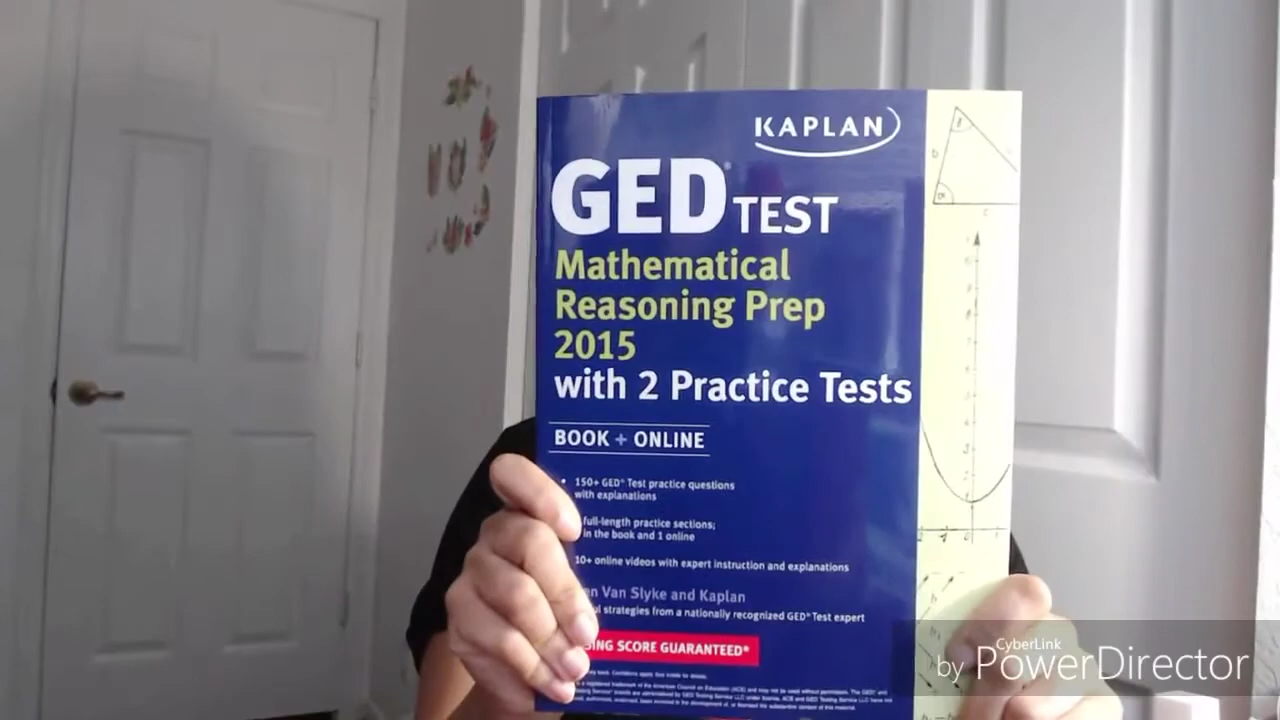 KAPLAN
GED®
TEST
Mathematical
Reasoning Prep
2015
with 2 Practice Tests
BOOK + ONLINE
• 150+ GED® Test practice questions
with explanations
full-length practice sections;
in the book and 1 online
10+ online videos with expert instruction and explanations
Van Slyke and Kaplan
strategies from a nationally recognized GED® Test expert
SCORE GUARANTEED*
CyberLink
by PowerDirector